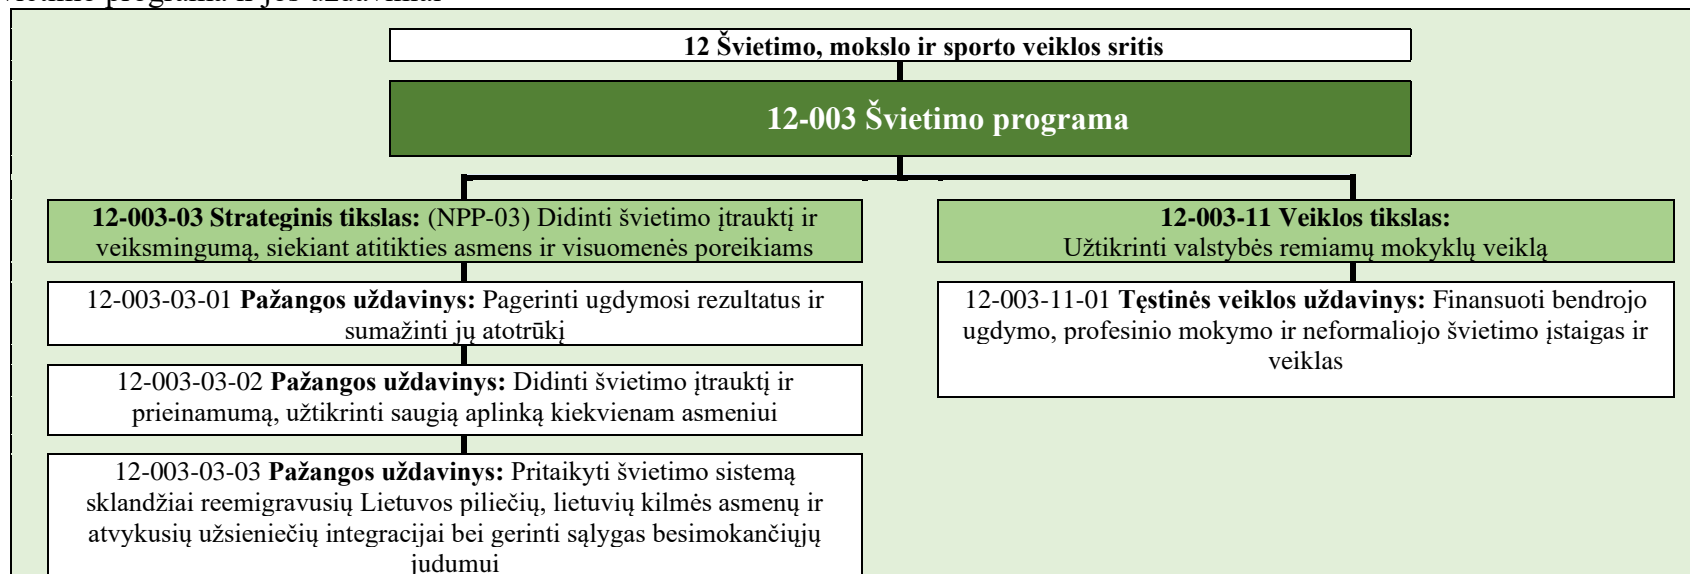 programa ir jos uždaviniai
12 Švietimo, mokslo ir sporto veiklos sritis
12-003 Švietimo programa
12-003-03 Strateginis tikslas: (NPP-03) Didinti švietimo įtrauktį ir
veiksmingumą, siekiant atitikties asmens ir visuomenės poreikiams
12-003-03-01 Pažangos uždavinys: Pagerinti ugdymosi rezultatus ir
sumažinti jų atotrūkį
12-003-03-02 Pažangos uždavinys: Didinti švietimo įtrauktį ir
prieinamumą, užtikrinti saugią aplinką kiekvienam asmeniui
12-003-03-03 Pažangos uždavinys: Pritaikyti švietimo sistemą
sklandžiai reemigravusių Lietuvos piliečių, lietuvių kilmės asmenų ir
atvykusių užsieniečių integracijai bei gerinti sąlygas besimokančiųjų
judumui
12-003-11 Veiklos tikslas:
Užtikrinti valstybės remiamų mokyklų veiklą
12-003-11-01 Tęstinės veiklos uždavinys: Finansuoti bendrojo
ugdymo, profesinio mokymo ir neformaliojo švietimo įstaigas ir
veiklas